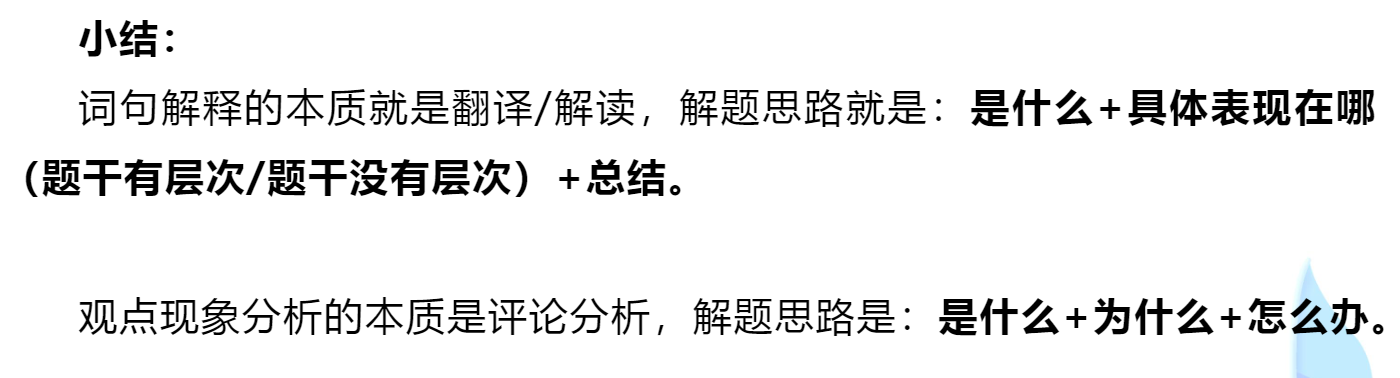 小结：
词句解释的本质就是翻译/解读，解题思路就是：是什么+具体表现在哪
（题干有层次/题干没有层次）+总结。
观点现象分析的本质是评论分析，解题思路是：是什么+为什么+怎么办。